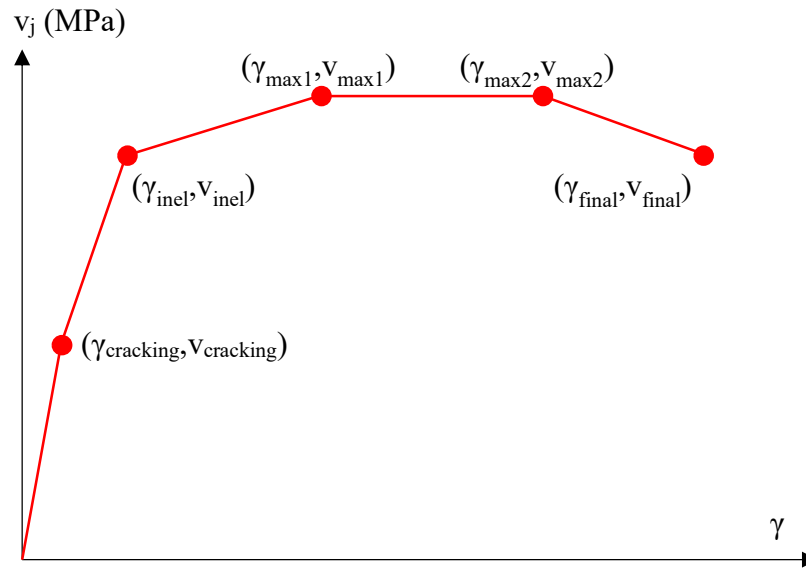 vj (MPa)
(γmax1,vmax1) (γmax2,vmax2)
(γinel,vinel)
(γfinal,vfinal)
(γcracking,vcracking)
γ